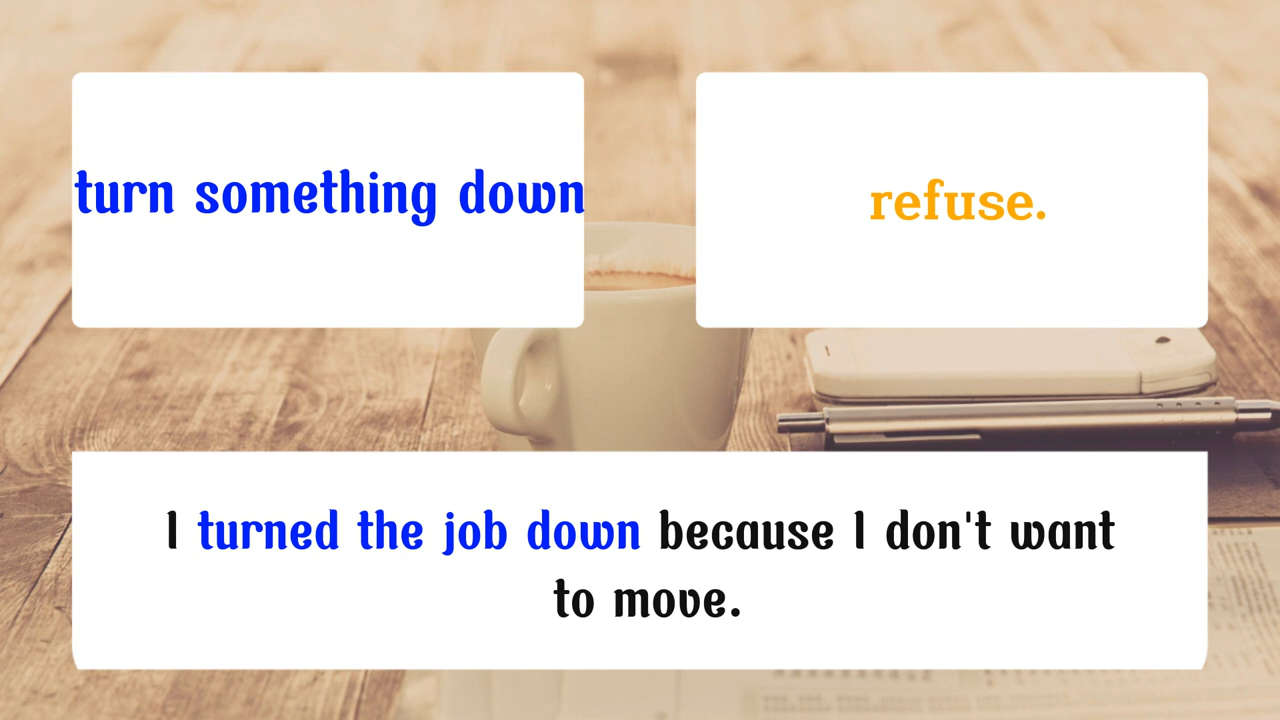 turn something down
refuse.
I turned the job down because I don't want
to move.